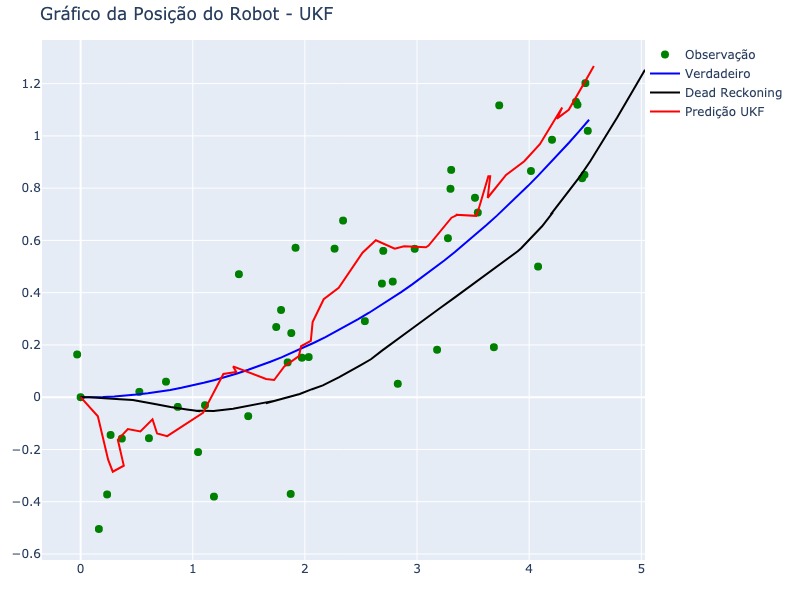 Gráfico da Posição do Robot - UKF
Observação
Verdadeiro
Dead Reckoning
Predição UKF
1.2
1
0.8
0.6
0.4
0.2
0
−0.2
−0.4
−0.6
0 1 2 3 4 5